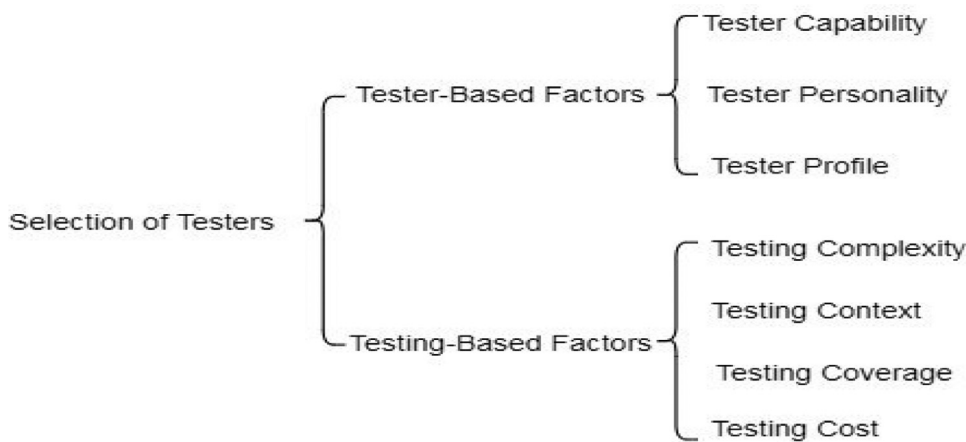 Selection of Testers
Tester-Based Factors
Tester Capability
Tester Personality
Tester Profile
Testing-Based Factors
Testing Complexity
Testing Context
Testing Coverage
Testing Cost